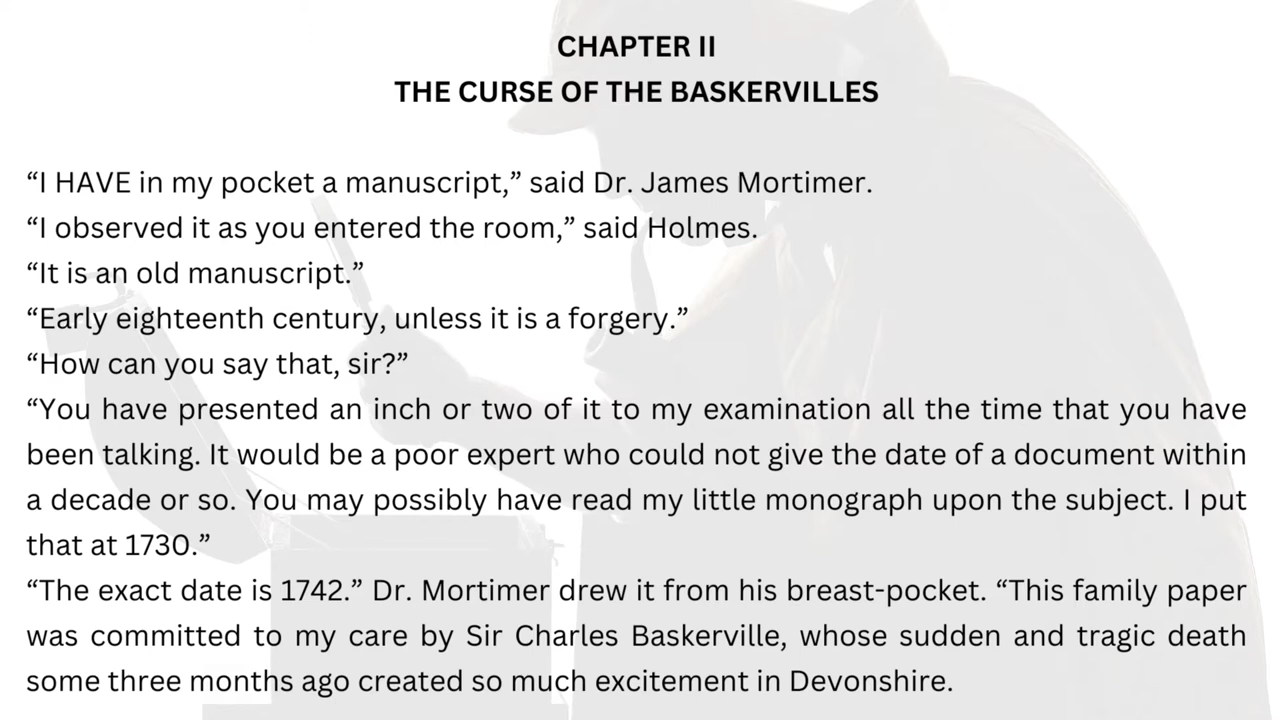 CHAPTER II
THE CURSE OF THE BASKERVILLES
“I HAVE in my pocket a manuscript,” said Dr. James Mortimer.
“I observed it as you entered the room,” said Holmes.
“It is an old manuscript.”
“Early eighteenth century, unless it is a forgery.”
“How can you say that, sir?”
“You have presented an inch or two of it to my examination all the time that you have
been talking. It would be a poor expert who could not give the date of a document within
a decade or so. You may possibly have read my little monograph upon the subject. I put
that at 1730.”
“The exact date is 1742.” Dr. Mortimer drew it from his breast-pocket. “This family paper
was committed to my care by Sir Charles Baskerville, whose sudden and tragic death
some three months ago created so much excitement in Devonshire.